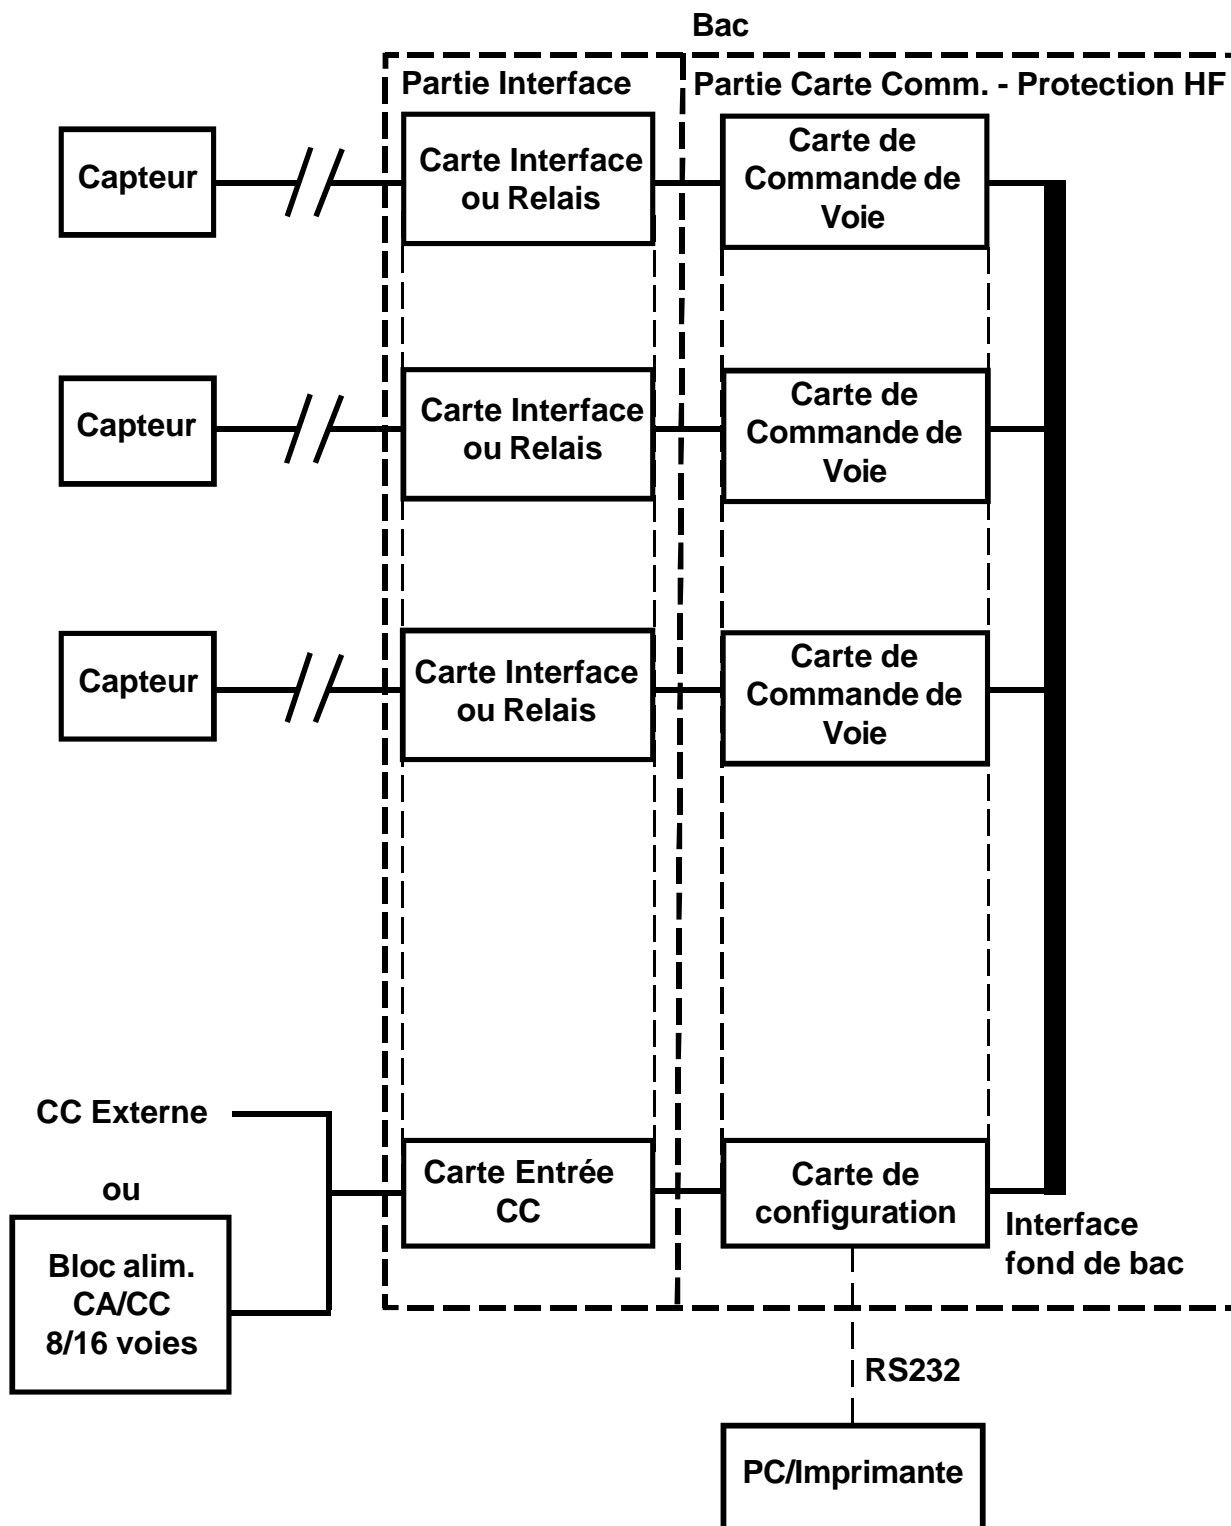 Bac
Partie Interface
Partie Carte Comm. - Protection HF
Capteur
Carte Interface
ou Relais
Carte de
Commande de
Voie
Capteur
Carte Interface
ou Relais
Carte de
Commande de
Voie
Capteur
Carte Interface
ou Relais
Carte de
Commande de
Voie
CC Externe
ou
Bloc alim.
CA/CC
8/16 voies
Carte Entrée
CC
Carte de
configuration
Interface
fond de bac
RS232
PC/Imprimante